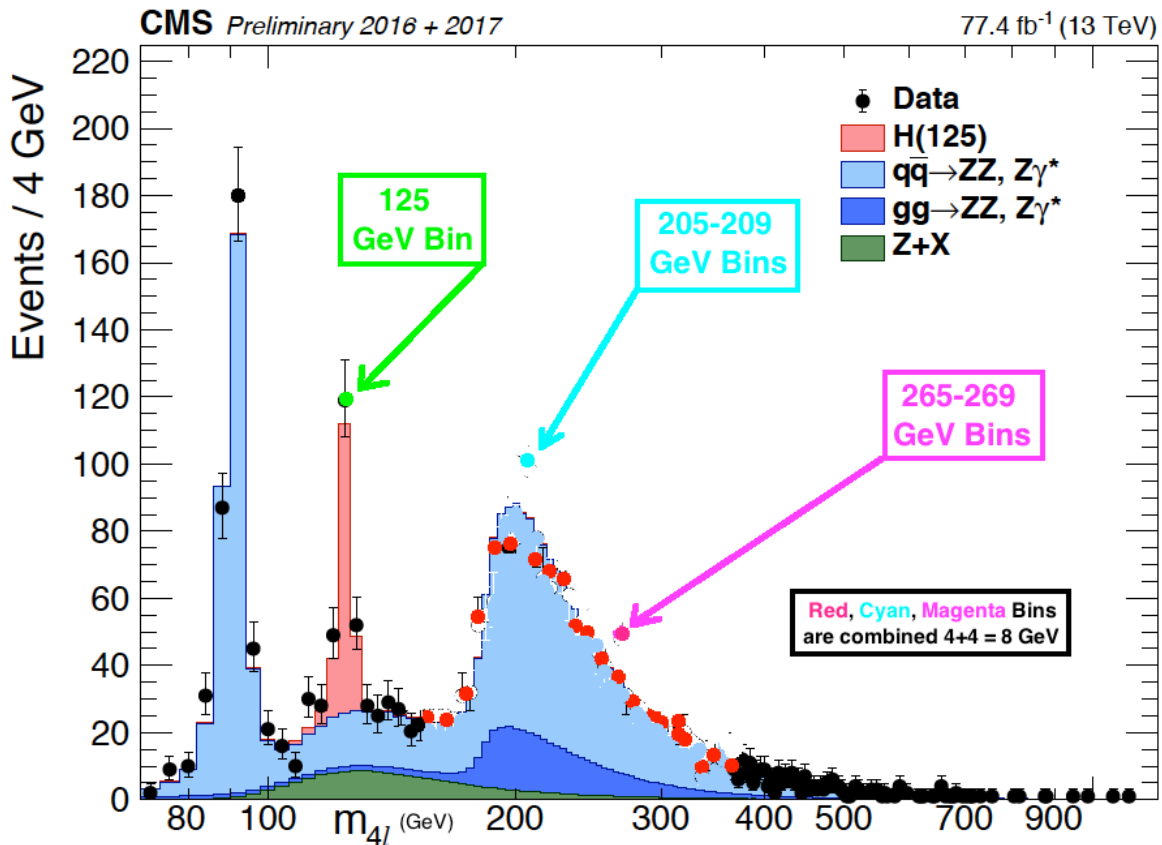 CMS Preliminary 2016 + 2017 77.4 fb⁻¹ (13 TeV)
Events / 4 GeV
220
200
180
160
140
120
100
80
60
40
20
0
Data
H(125)
qq̄→ZZ, Zγ*
gg→ZZ, Zγ*
Z+X
125
GeV Bin
205-209
GeV Bins
265-269
GeV Bins
Red, Cyan, Magenta Bins
are combined 4+4 = 8 GeV
80 100 200 300 400 500 700 900
m₄ₗ (GeV)